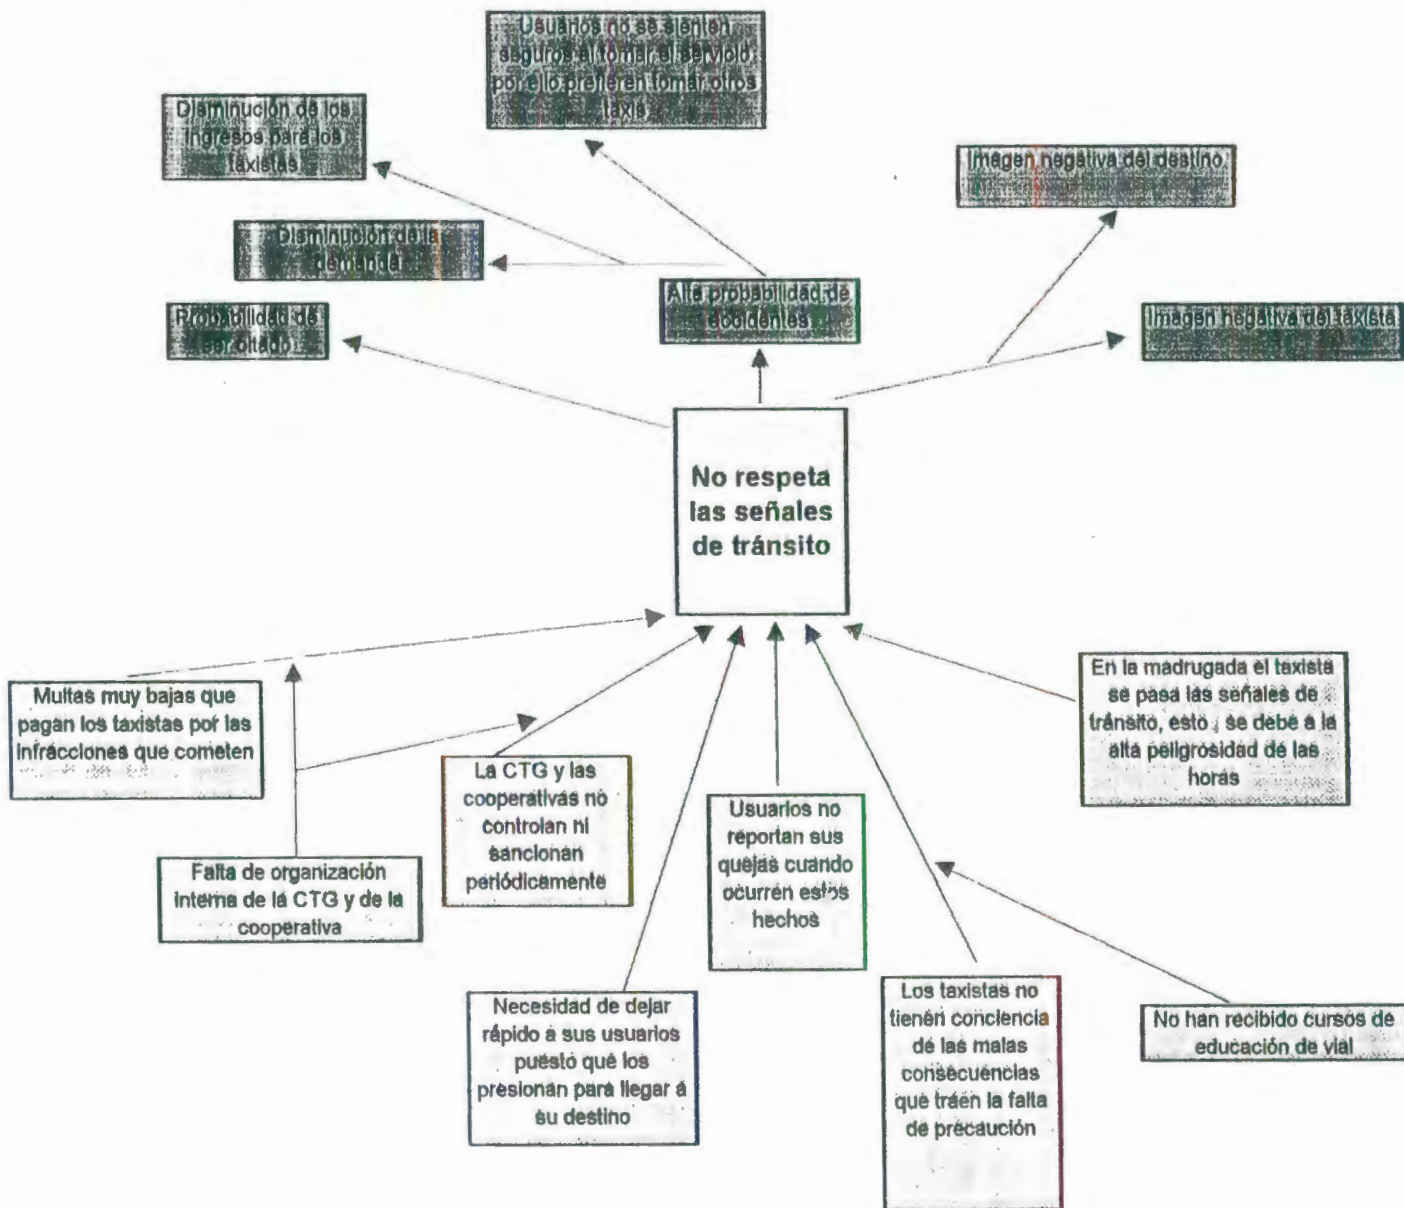 Usuarios no se sienten
seguros al tomar el servicio,
por ello prefieren tomar otros
taxis
Disminución de los
ingresos para los
taxistas
Imagen negativa del destino
Disminución de la
demanda
Alta probabilidad de
accidentes
Probabilidad de
ser citado
Imagen negativa del taxista
No respeta
las señales
de tránsito
Multas muy bajas que
pagan los taxistas por las
infracciones que cometen
En la madrugada el taxista
se pasa las señales de
tránsito, esto , se debe a la
alta peligrosidad de las
horas
La CTG y las
cooperativas no
controlan ni
sancionan
periódicamente
Usuarios no
reportan sus
quejas cuando
ocurren estos
hechos
Falta de organización
interna de la CTG y de la
cooperativa
Necesidad de dejar
rápido a sus usuarios
puesto que los
presionan para llegar a
su destino
Los taxistas no
tienen conciencia
de las malas
consecuencias
que traen la falta
de precaución
No han recibido cursos de
educación de vial